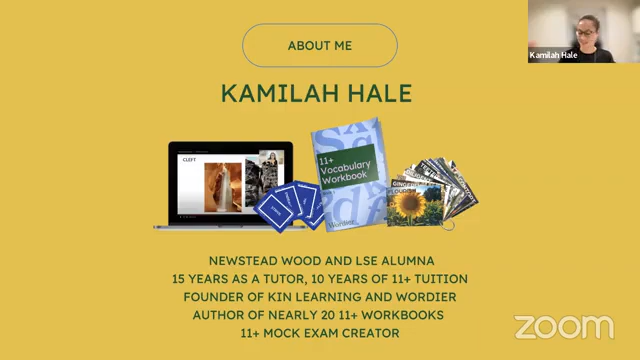 ABOUT ME
Kamilah Hale
KAMILAH HALE
CLEFT
11+
Vocabulary
Workbook
Wordier
FLOURISH
NEWSTEAD WOOD AND LSE ALUMNA
15 YEARS AS A TUTOR, 10 YEARS OF 11+ TUITION
FOUNDER OF KIN LEARNING AND WORDIER
AUTHOR OF NEARLY 20 11+ WORKBOOKS
11+ MOCK EXAM CREATOR
zoom